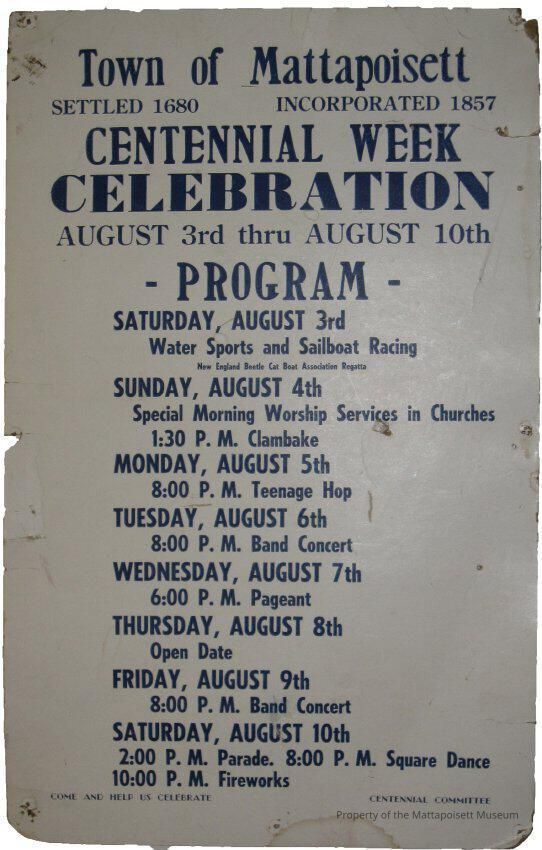 Town of Mattapoisett
SETTLED 1680 INCORPORATED 1857
CENTENNIAL WEEK
CELEBRATION
AUGUST 3rd thru AUGUST 10th
- PROGRAM -
SATURDAY, AUGUST 3rd
Water Sports and Sailboat Racing
New England Beetle Cat Boat Association Regatta
SUNDAY, AUGUST 4th
Special Morning Worship Services in Churches
1:30 P. M. Clambake
MONDAY, AUGUST 5th
8:00 P. M. Teenage Hop
TUESDAY, AUGUST 6th
8:00 P. M. Band Concert
WEDNESDAY, AUGUST 7th
6:00 P. M. Pageant
THURSDAY, AUGUST 8th
Open Date
FRIDAY, AUGUST 9th
8:00 P. M. Band Concert
SATURDAY, AUGUST 10th
2:00 P. M. Parade. 8:00 P. M. Square Dance
10:00 P. M. Fireworks
COME AND HELP US CELEBRATE CENTENNIAL COMMITTEE
Property of the Mattapoisett Museum